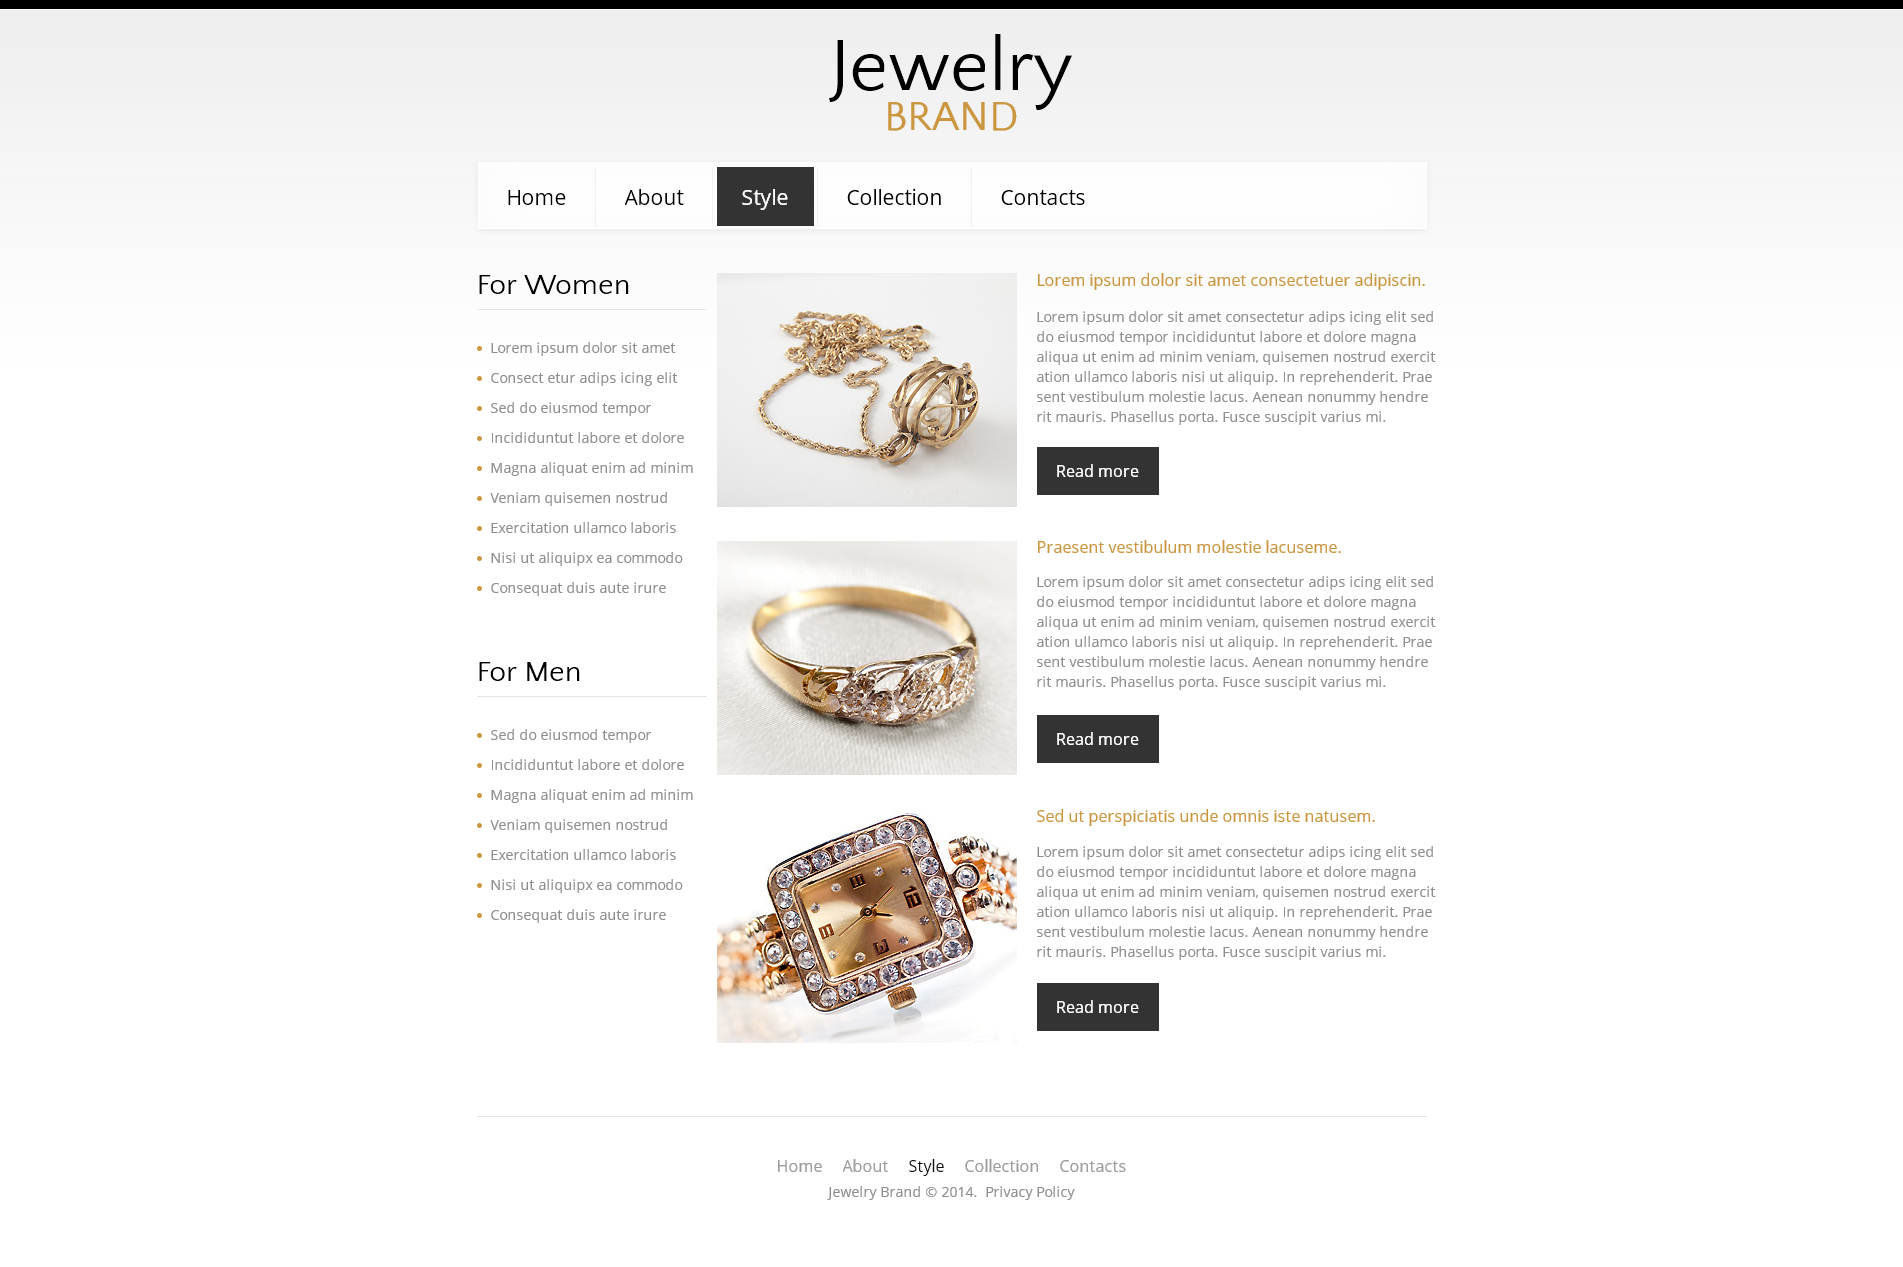 Jewelry
BRAND
Home About Style Collection Contacts
For Women
Lorem ipsum dolor sit amet
Consect etur adips icing elit
Sed do eiusmod tempor
Incididuntut labore et dolore
Magna aliquat enim ad minim
Veniam quisemen nostrud
Exercitation ullamco laboris
Nisi ut aliquipx ea commodo
Consequat duis aute irure
For Men
Sed do eiusmod tempor
Incididuntut labore et dolore
Magna aliquat enim ad minim
Veniam quisemen nostrud
Exercitation ullamco laboris
Nisi ut aliquipx ea commodo
Consequat duis aute irure
Lorem ipsum dolor sit amet consectetuer adipiscin.
Lorem ipsum dolor sit amet consectetur adips icing elit sed
do eiusmod tempor incididuntut labore et dolore magna
aliqua ut enim ad minim veniam, quisemen nostrud exercit
ation ullamco laboris nisi ut aliquip. In reprehenderit. Prae
sent vestibulum molestie lacus. Aenean nonummy hendre
rit mauris. Phasellus porta. Fusce suscipit varius mi.
Read more
Praesent vestibulum molestie lacuseme.
Lorem ipsum dolor sit amet consectetur adips icing elit sed
do eiusmod tempor incididuntut labore et dolore magna
aliqua ut enim ad minim veniam, quisemen nostrud exercit
ation ullamco laboris nisi ut aliquip. In reprehenderit. Prae
sent vestibulum molestie lacus. Aenean nonummy hendre
rit mauris. Phasellus porta. Fusce suscipit varius mi.
Read more
12
3
6
9
Sed ut perspiciatis unde omnis iste natusem.
Lorem ipsum dolor sit amet consectetur adips icing elit sed
do eiusmod tempor incididuntut labore et dolore magna
aliqua ut enim ad minim veniam, quisemen nostrud exercit
ation ullamco laboris nisi ut aliquip. In reprehenderit. Prae
sent vestibulum molestie lacus. Aenean nonummy hendre
rit mauris. Phasellus porta. Fusce suscipit varius mi.
Read more
Home About Style Collection Contacts
Jewelry Brand © 2014. Privacy Policy